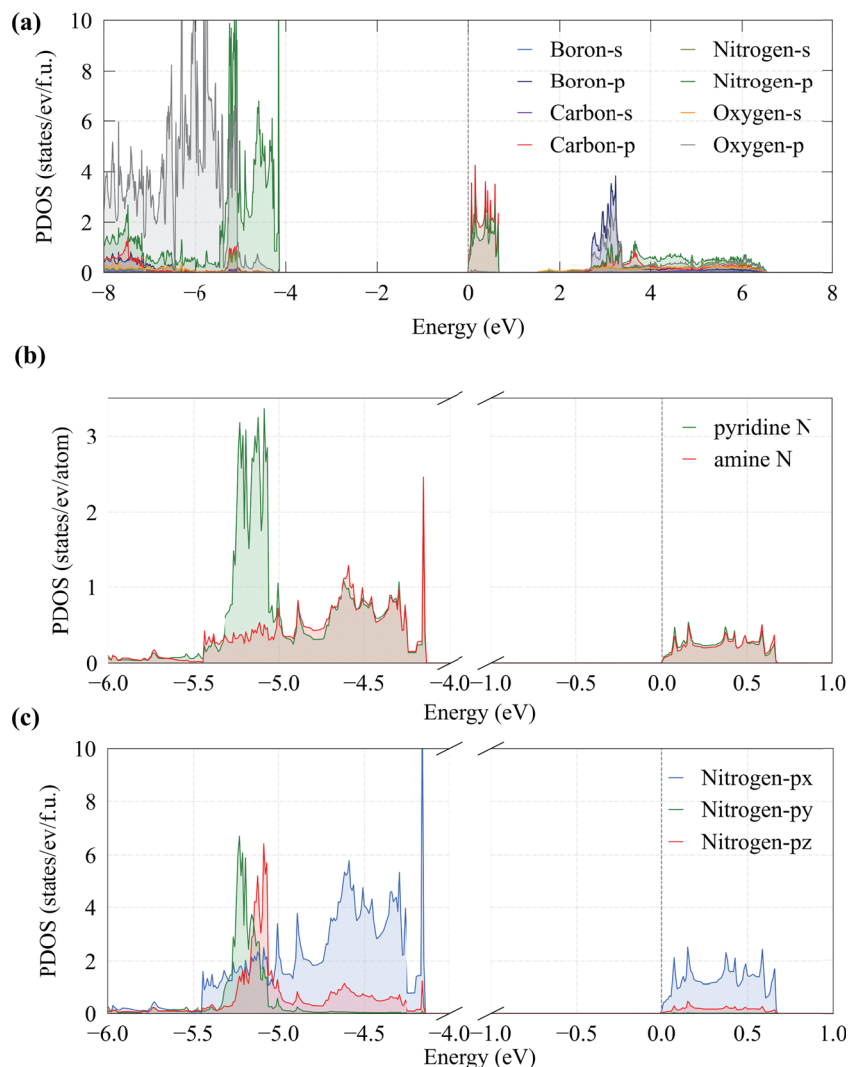 (a)
PDOS (states/ev/f.u.)
10
8
6
4
2
0
Boron-s
Boron-p
Carbon-s
Carbon-p
Nitrogen-s
Nitrogen-p
Oxygen-s
Oxygen-p
−8 −6 −4 −2 0 2 4 6 8
Energy (eV)
(b)
PDOS (states/ev/atom)
3
2
1
0
pyridine N
amine N
−6.0 −5.5 −5.0 −4.5 −4.0 −1.0 −0.5 0.0 0.5 1.0
Energy (eV)
(c)
PDOS (states/ev/f.u.)
10
8
6
4
2
0
Nitrogen-px
Nitrogen-py
Nitrogen-pz
−6.0 −5.5 −5.0 −4.5 −4.0 −1.0 −0.5 0.0 0.5 1.0
Energy (eV)